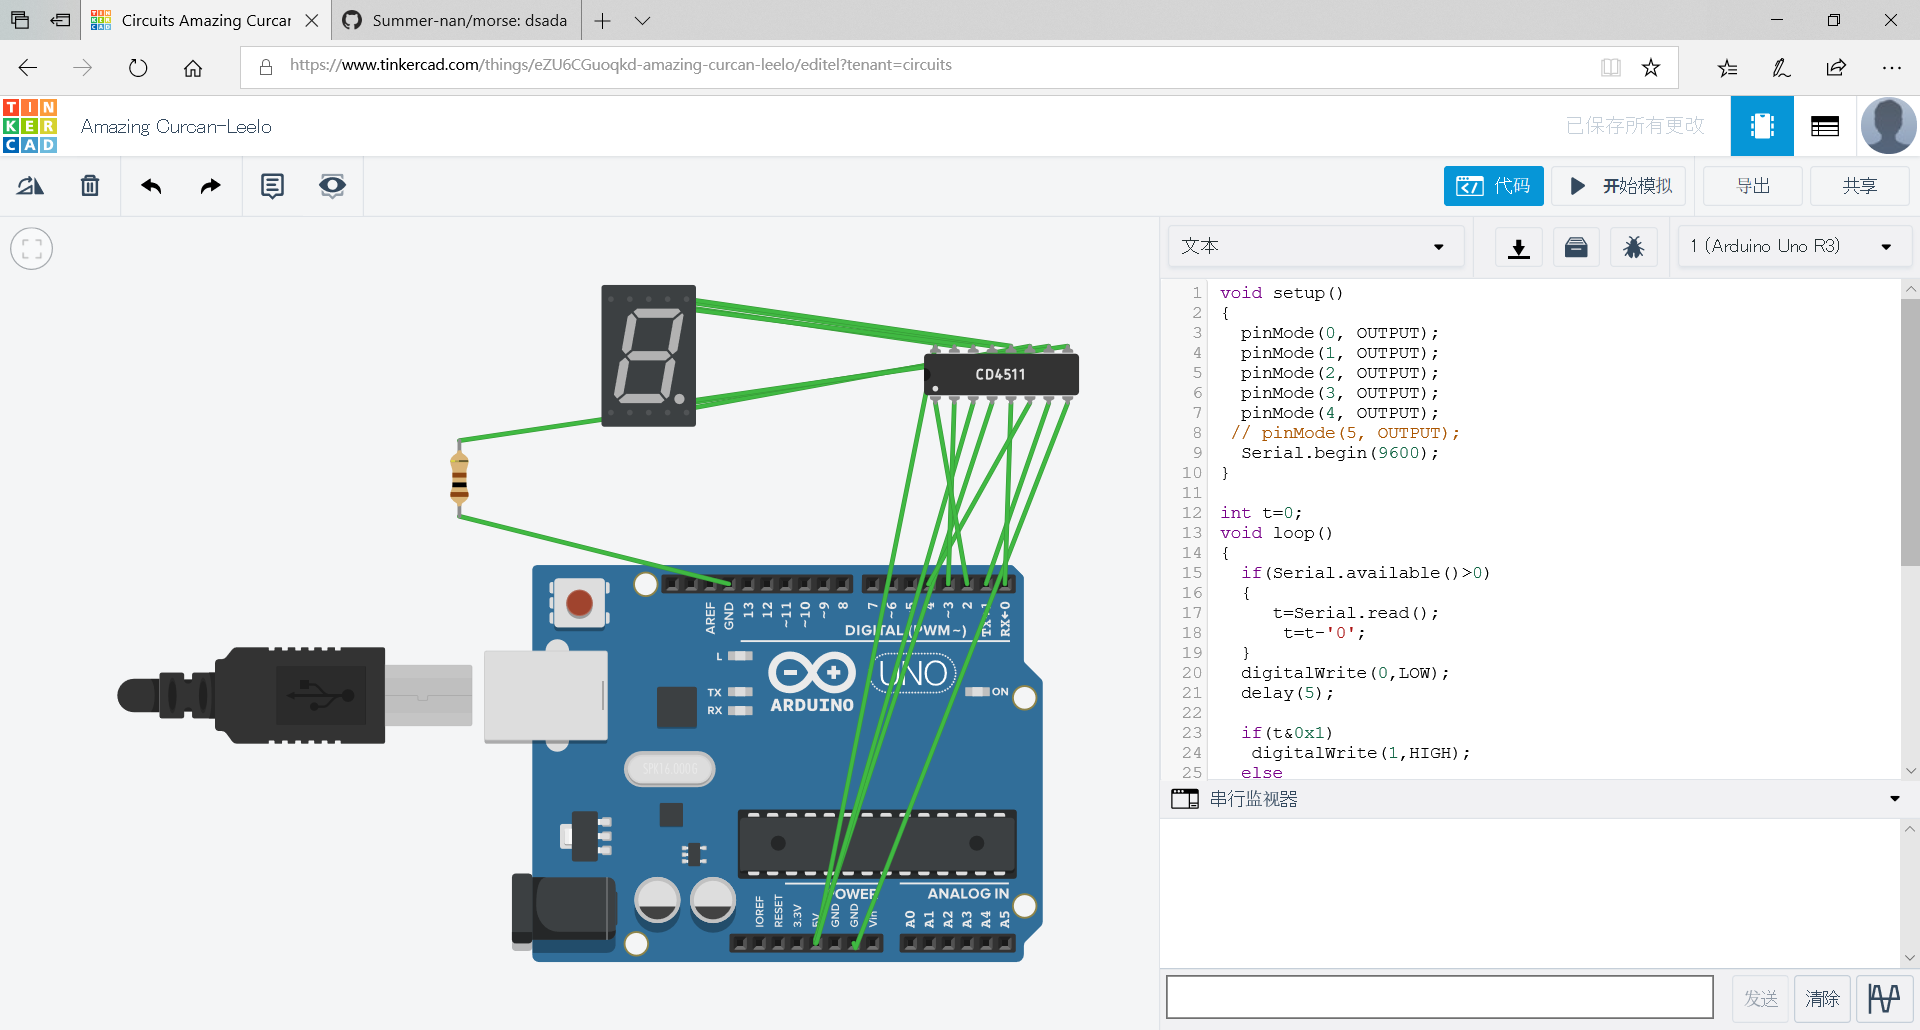 Circuits Amazing Curcar
Summer-nan/morse: dsada
https://www.tinkercad.com/things/eZU6CGuoqkd-amazing-curcan-leelo/editel?tenant=circuits
TIN
KER
CAD
Amazing Curcan-Leelo
已保存所有更改
代码
开始模拟
导出
共享
文本
1 (Arduino Uno R3)
1 void setup()
2 {
3 pinMode(0, OUTPUT);
4 pinMode(1, OUTPUT);
5 pinMode(2, OUTPUT);
6 pinMode(3, OUTPUT);
7 pinMode(4, OUTPUT);
8 // pinMode(5, OUTPUT);
9 Serial.begin(9600);
10 }
11
12 int t=0;
13 void loop()
14 {
15 if(Serial.available()>0)
16 {
17 t=Serial.read();
18 t=t-'0';
19 }
20 digitalWrite(0,LOW);
21 delay(5);
22
23 if(t&0x1)
24 digitalWrite(1,HIGH);
25 else
串行监视器
发送
清除
CD4511
AREF
GND
13
12
~11
~10
~9
8
7
~6
5
4
~3
2
TX→1
RX←0
DIGITAL (PWM~)
L
TX
RX
ON
UNO
ARDUINO
SPK16.000G
POWER
ANALOG IN
IOREF
RESET
3.3V
5V
GND
GND
Vin
A0
A1
A2
A3
A4
A5